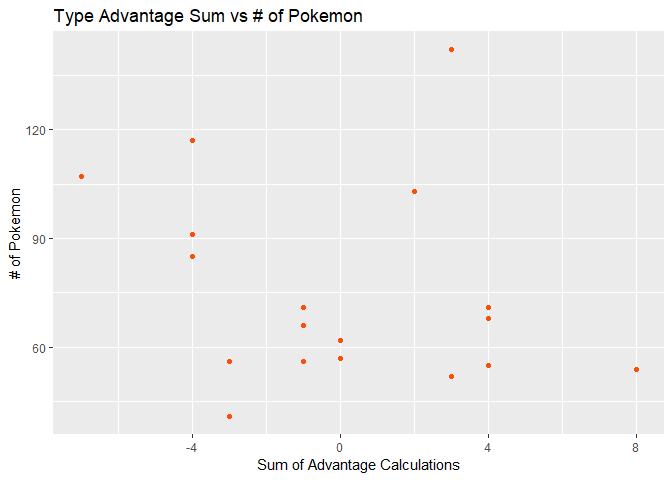 Type Advantage Sum vs # of Pokemon
# of Pokemon
120
90
60
-4
0
4
8
Sum of Advantage Calculations